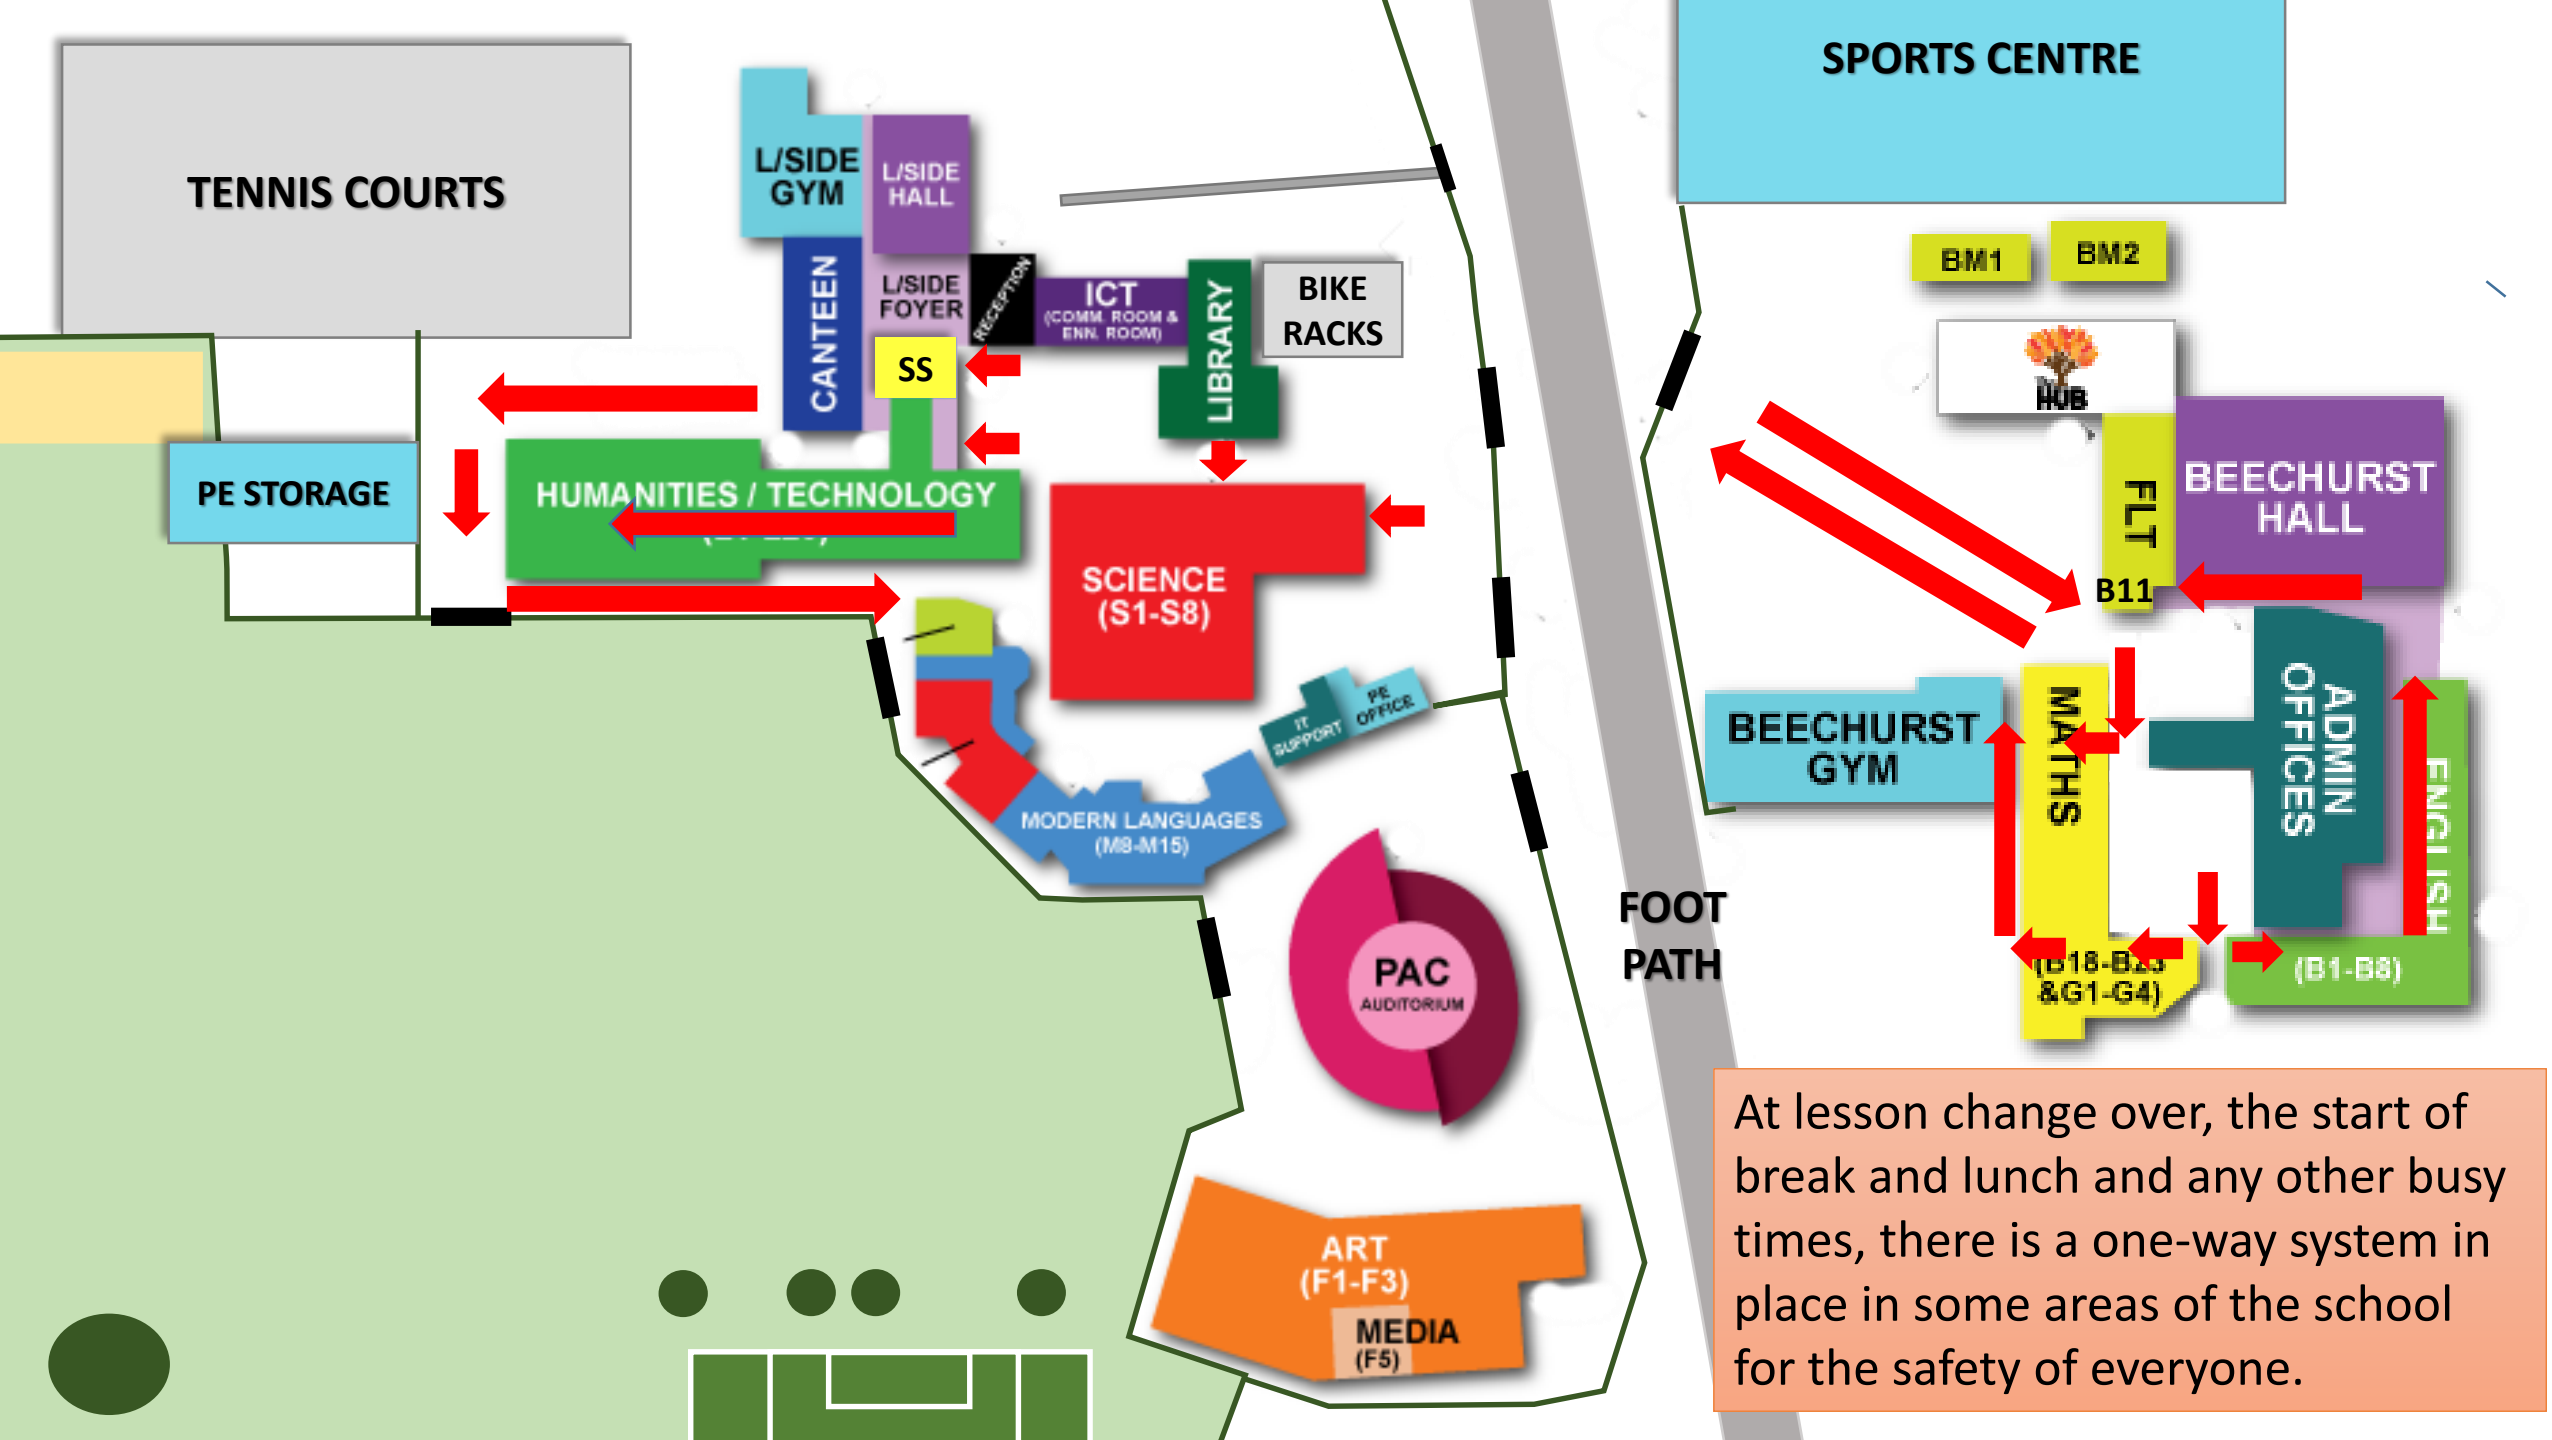 SPORTS CENTRE
TENNIS COURTS
L/SIDE
GYM
L/SIDE
HALL
BM1
BM2
CANTEEN
L/SIDE
FOYER
RECEPTION
ICT
(COMM. ROOM &
ENN. ROOM)
LIBRARY
BIKE
RACKS
SS
HUB
PE STORAGE
HUMANITIES / TECHNOLOGY
FLT
BEECHURST
HALL
B11
SCIENCE
(S1-S8)
IT
SUPPORT
PE
OFFICE
BEECHURST
GYM
MATHS
ADMIN
OFFICES
ENGLISH
MODERN LANGUAGES
(M8-M15)
FOOT
PATH
PAC
AUDITORIUM
&G1-G4)
(B1-B8)
ART
(F1-F3)
MEDIA
(F5)
At lesson change over, the start of
break and lunch and any other busy
times, there is a one-way system in
place in some areas of the school
for the safety of everyone.